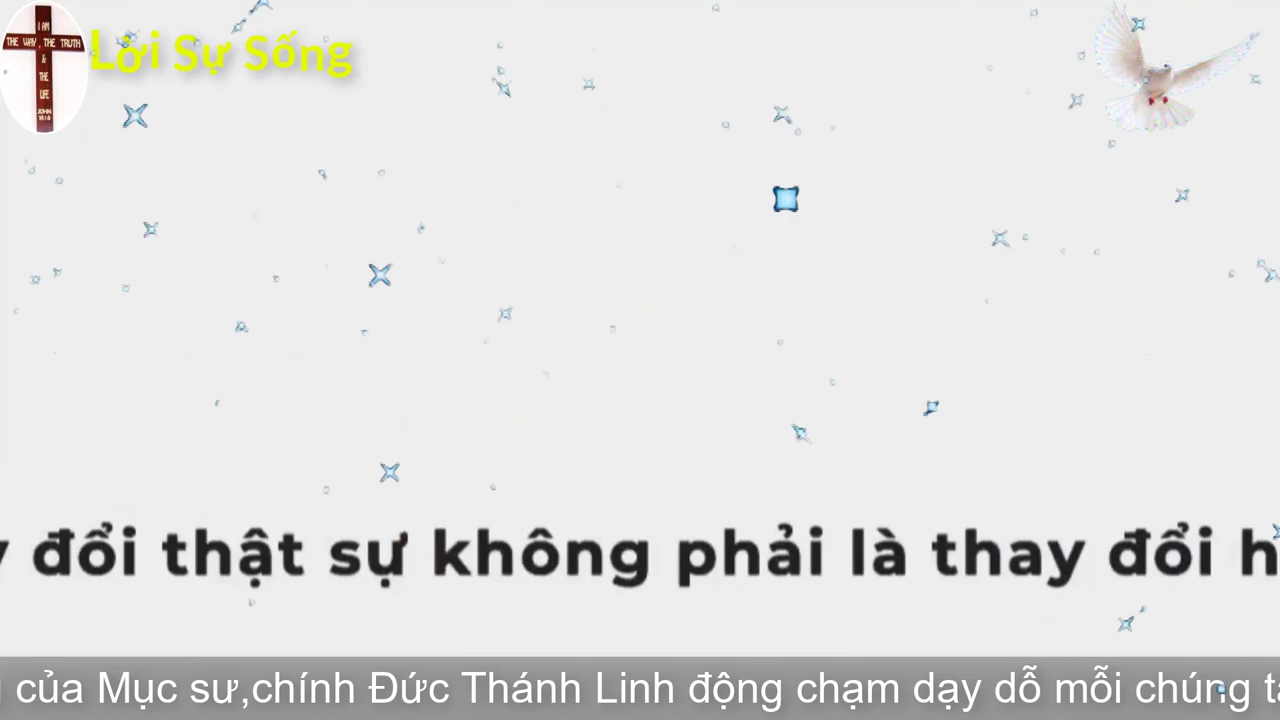 I AM
THE WAY, THE TRUTH
&
THE
LIFE
JOHN
14:6
Lời Sự Sống
đổi thật sự không phải là thay đổi
của Mục sư,chính Đức Thánh Linh động chạm dạy dỗ mỗi chúng